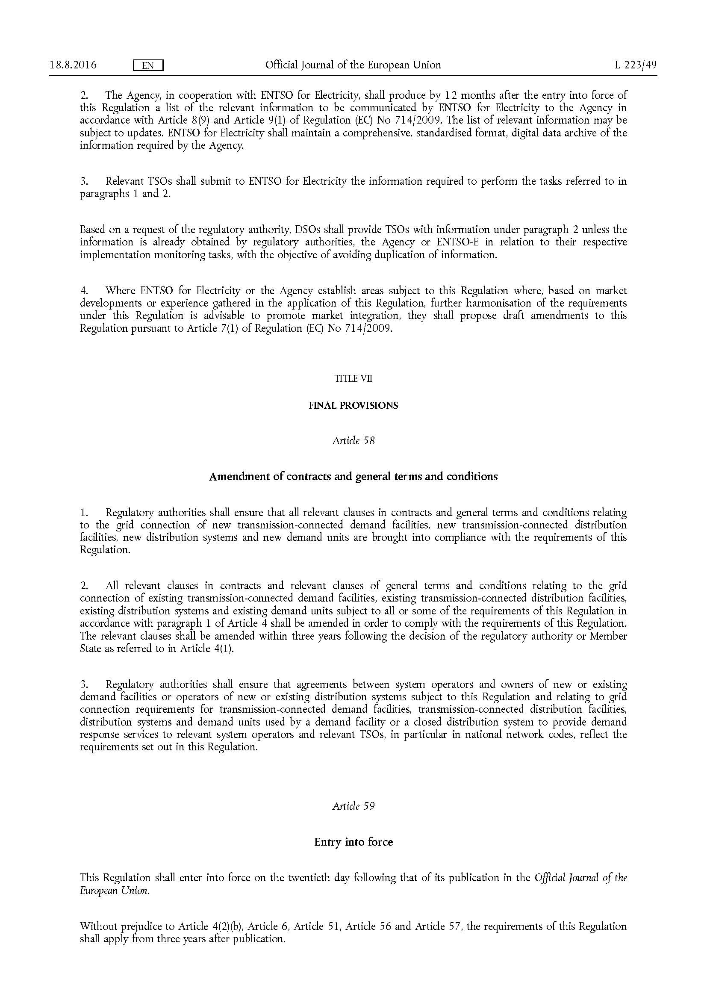 18.8.2016 EN Official Journal of the European Union L 223/49
2. The Agency, in cooperation with ENTSO for Electricity, shall produce by 12 months after the entry into force of
this Regulation a list of the relevant information to be communicated by ENTSO for Electricity to the Agency in
accordance with Article 8(9) and Article 9(1) of Regulation (EC) No 714/2009. The list of relevant information may be
subject to updates. ENTSO for Electricity shall maintain a comprehensive, standardised format, digital data archive of the
information required by the Agency.
3. Relevant TSOs shall submit to ENTSO for Electricity the information required to perform the tasks referred to in
paragraphs 1 and 2.
Based on a request of the regulatory authority, DSOs shall provide TSOs with information under paragraph 2 unless the
information is already obtained by regulatory authorities, the Agency or ENTSO-E in relation to their respective
implementation monitoring tasks, with the objective of avoiding duplication of information.
4. Where ENTSO for Electricity or the Agency establish areas subject to this Regulation where, based on market
developments or experience gathered in the application of this Regulation, further harmonisation of the requirements
under this Regulation is advisable to promote market integration, they shall propose draft amendments to this
Regulation pursuant to Article 7(1) of Regulation (EC) No 714/2009.
TITLE VII
FINAL PROVISIONS
Article 58
Amendment of contracts and general terms and conditions
1. Regulatory authorities shall ensure that all relevant clauses in contracts and general terms and conditions relating
to the grid connection of new transmission-connected demand facilities, new transmission-connected distribution
facilities, new distribution systems and new demand units are brought into compliance with the requirements of this
Regulation.
2. All relevant clauses in contracts and relevant clauses of general terms and conditions relating to the grid
connection of existing transmission-connected demand facilities, existing transmission-connected distribution facilities,
existing distribution systems and existing demand units subject to all or some of the requirements of this Regulation in
accordance with paragraph 1 of Article 4 shall be amended in order to comply with the requirements of this Regulation.
The relevant clauses shall be amended within three years following the decision of the regulatory authority or Member
State as referred to in Article 4(1).
3. Regulatory authorities shall ensure that agreements between system operators and owners of new or existing
demand facilities or operators of new or existing distribution systems subject to this Regulation and relating to grid
connection requirements for transmission-connected demand facilities, transmission-connected distribution facilities,
distribution systems and demand units used by a demand facility or a closed distribution system to provide demand
response services to relevant system operators and relevant TSOs, in particular in national network codes, reflect the
requirements set out in this Regulation.
Article 59
Entry into force
This Regulation shall enter into force on the twentieth day following that of its publication in the Official Journal of the
European Union.
Without prejudice to Article 4(2)(b), Article 6, Article 51, Article 56 and Article 57, the requirements of this Regulation
shall apply from three years after publication.